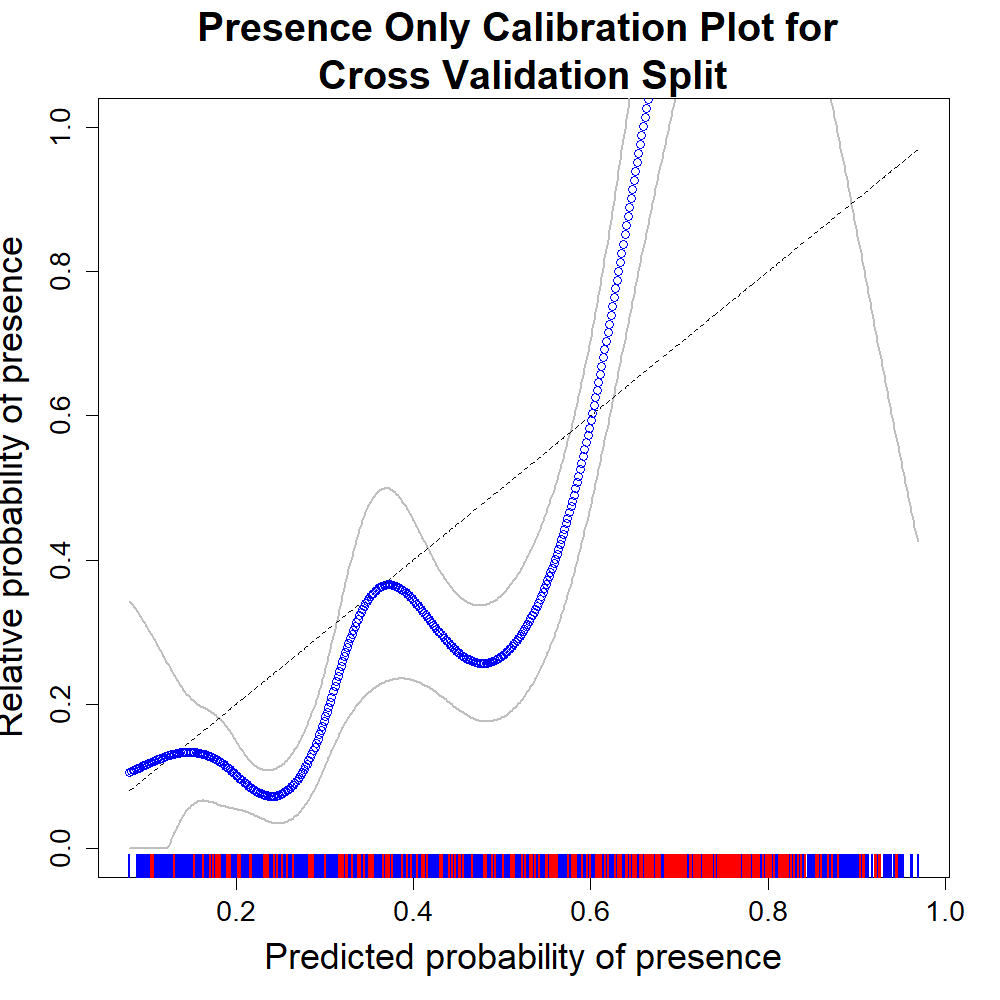 Presence Only Calibration Plot for
Cross Validation Split
Relative probability of presence
1.0
0.8
0.6
0.4
0.2
0.0
0.2 0.4 0.6 0.8 1.0
Predicted probability of presence